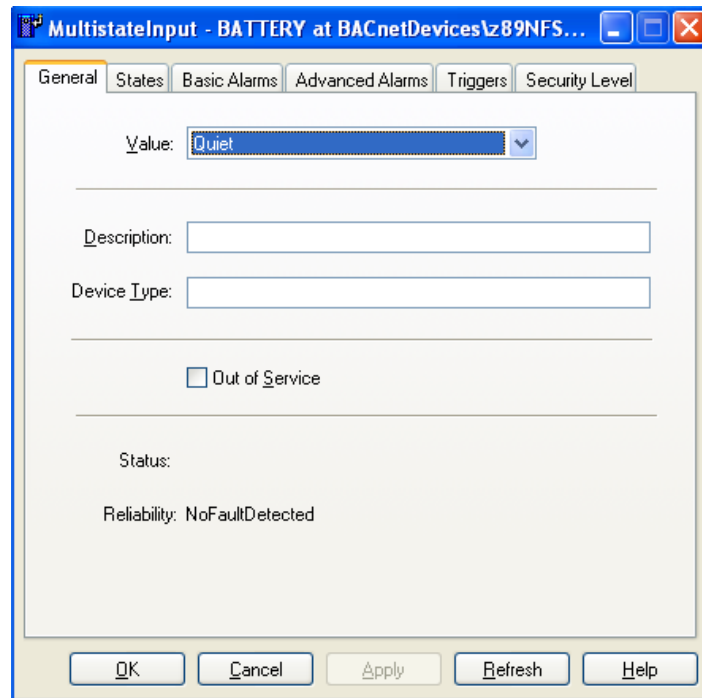 MultistateInput - BATTERY at BACnetDevices\z89NFS...
General States Basic Alarms Advanced Alarms Triggers Security Level
Value: Quiet
Description:
Device Type:
Out of Service
Status:
Reliability: NoFaultDetected
OK Cancel Apply Refresh Help